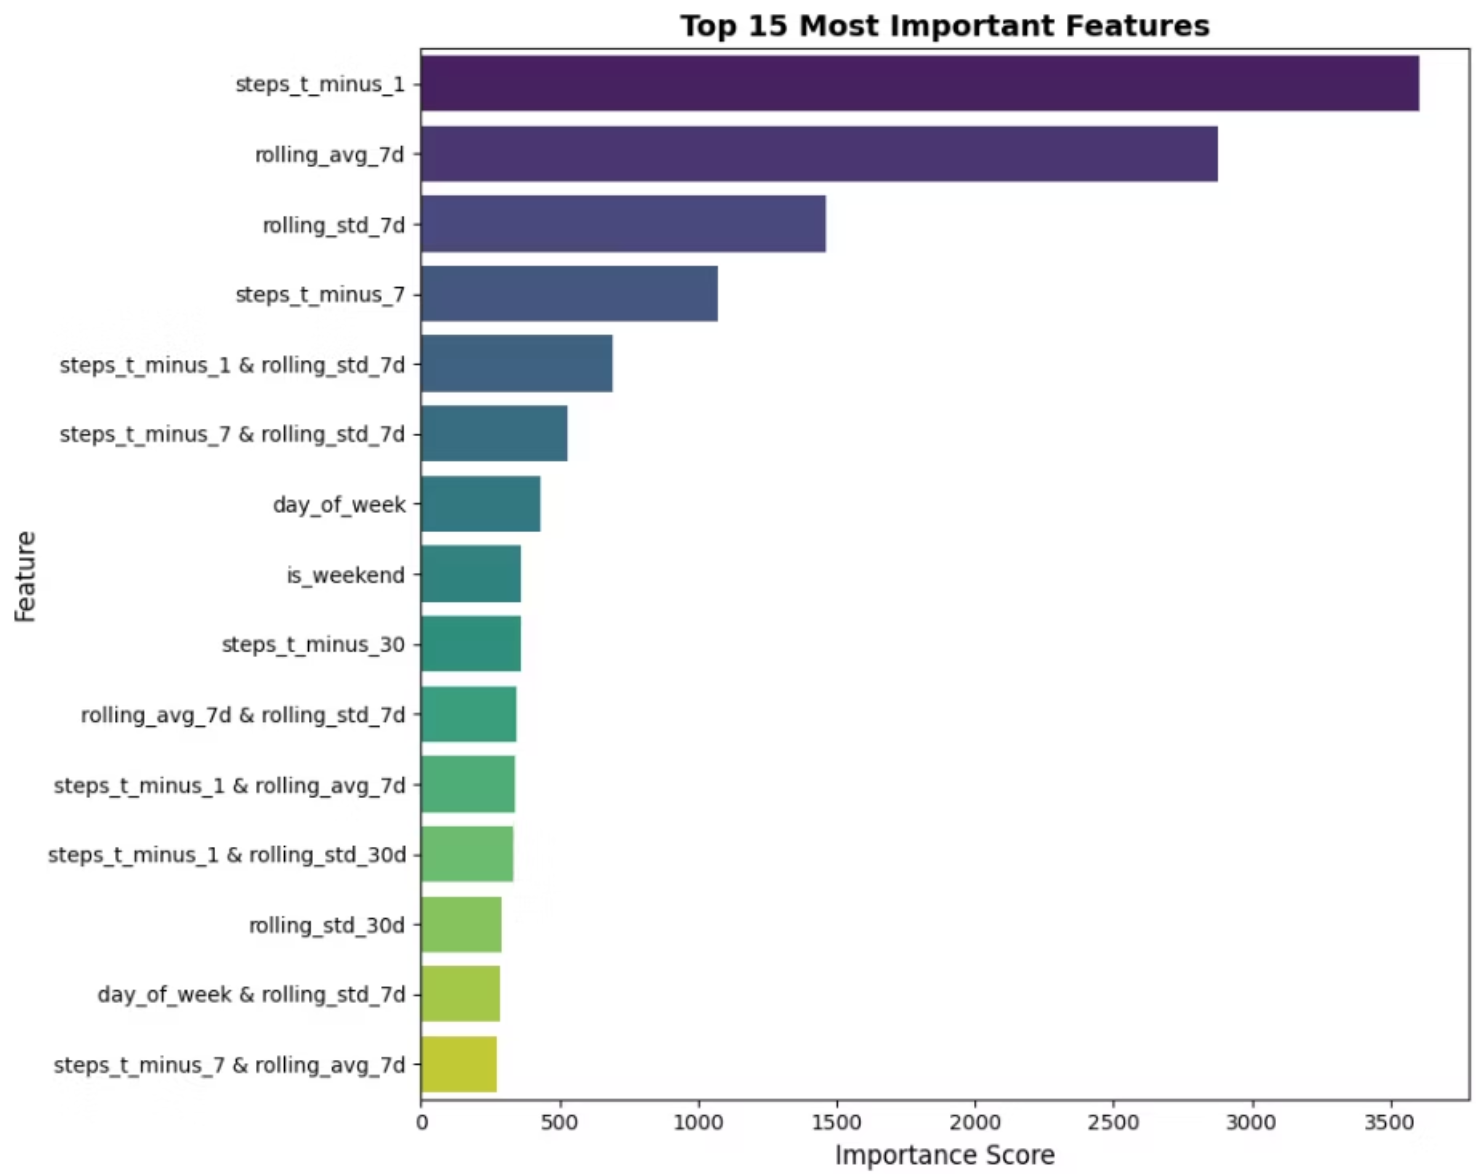 Top 15 Most Important Features
steps_t_minus_1
rolling_avg_7d
rolling_std_7d
steps_t_minus_7
steps_t_minus_1 & rolling_std_7d
steps_t_minus_7 & rolling_std_7d
day_of_week
is_weekend
steps_t_minus_30
rolling_avg_7d & rolling_std_7d
steps_t_minus_1 & rolling_avg_7d
steps_t_minus_1 & rolling_std_30d
rolling_std_30d
day_of_week & rolling_std_7d
steps_t_minus_7 & rolling_avg_7d
Feature
0 500 1000 1500 2000 2500 3000 3500
Importance Score